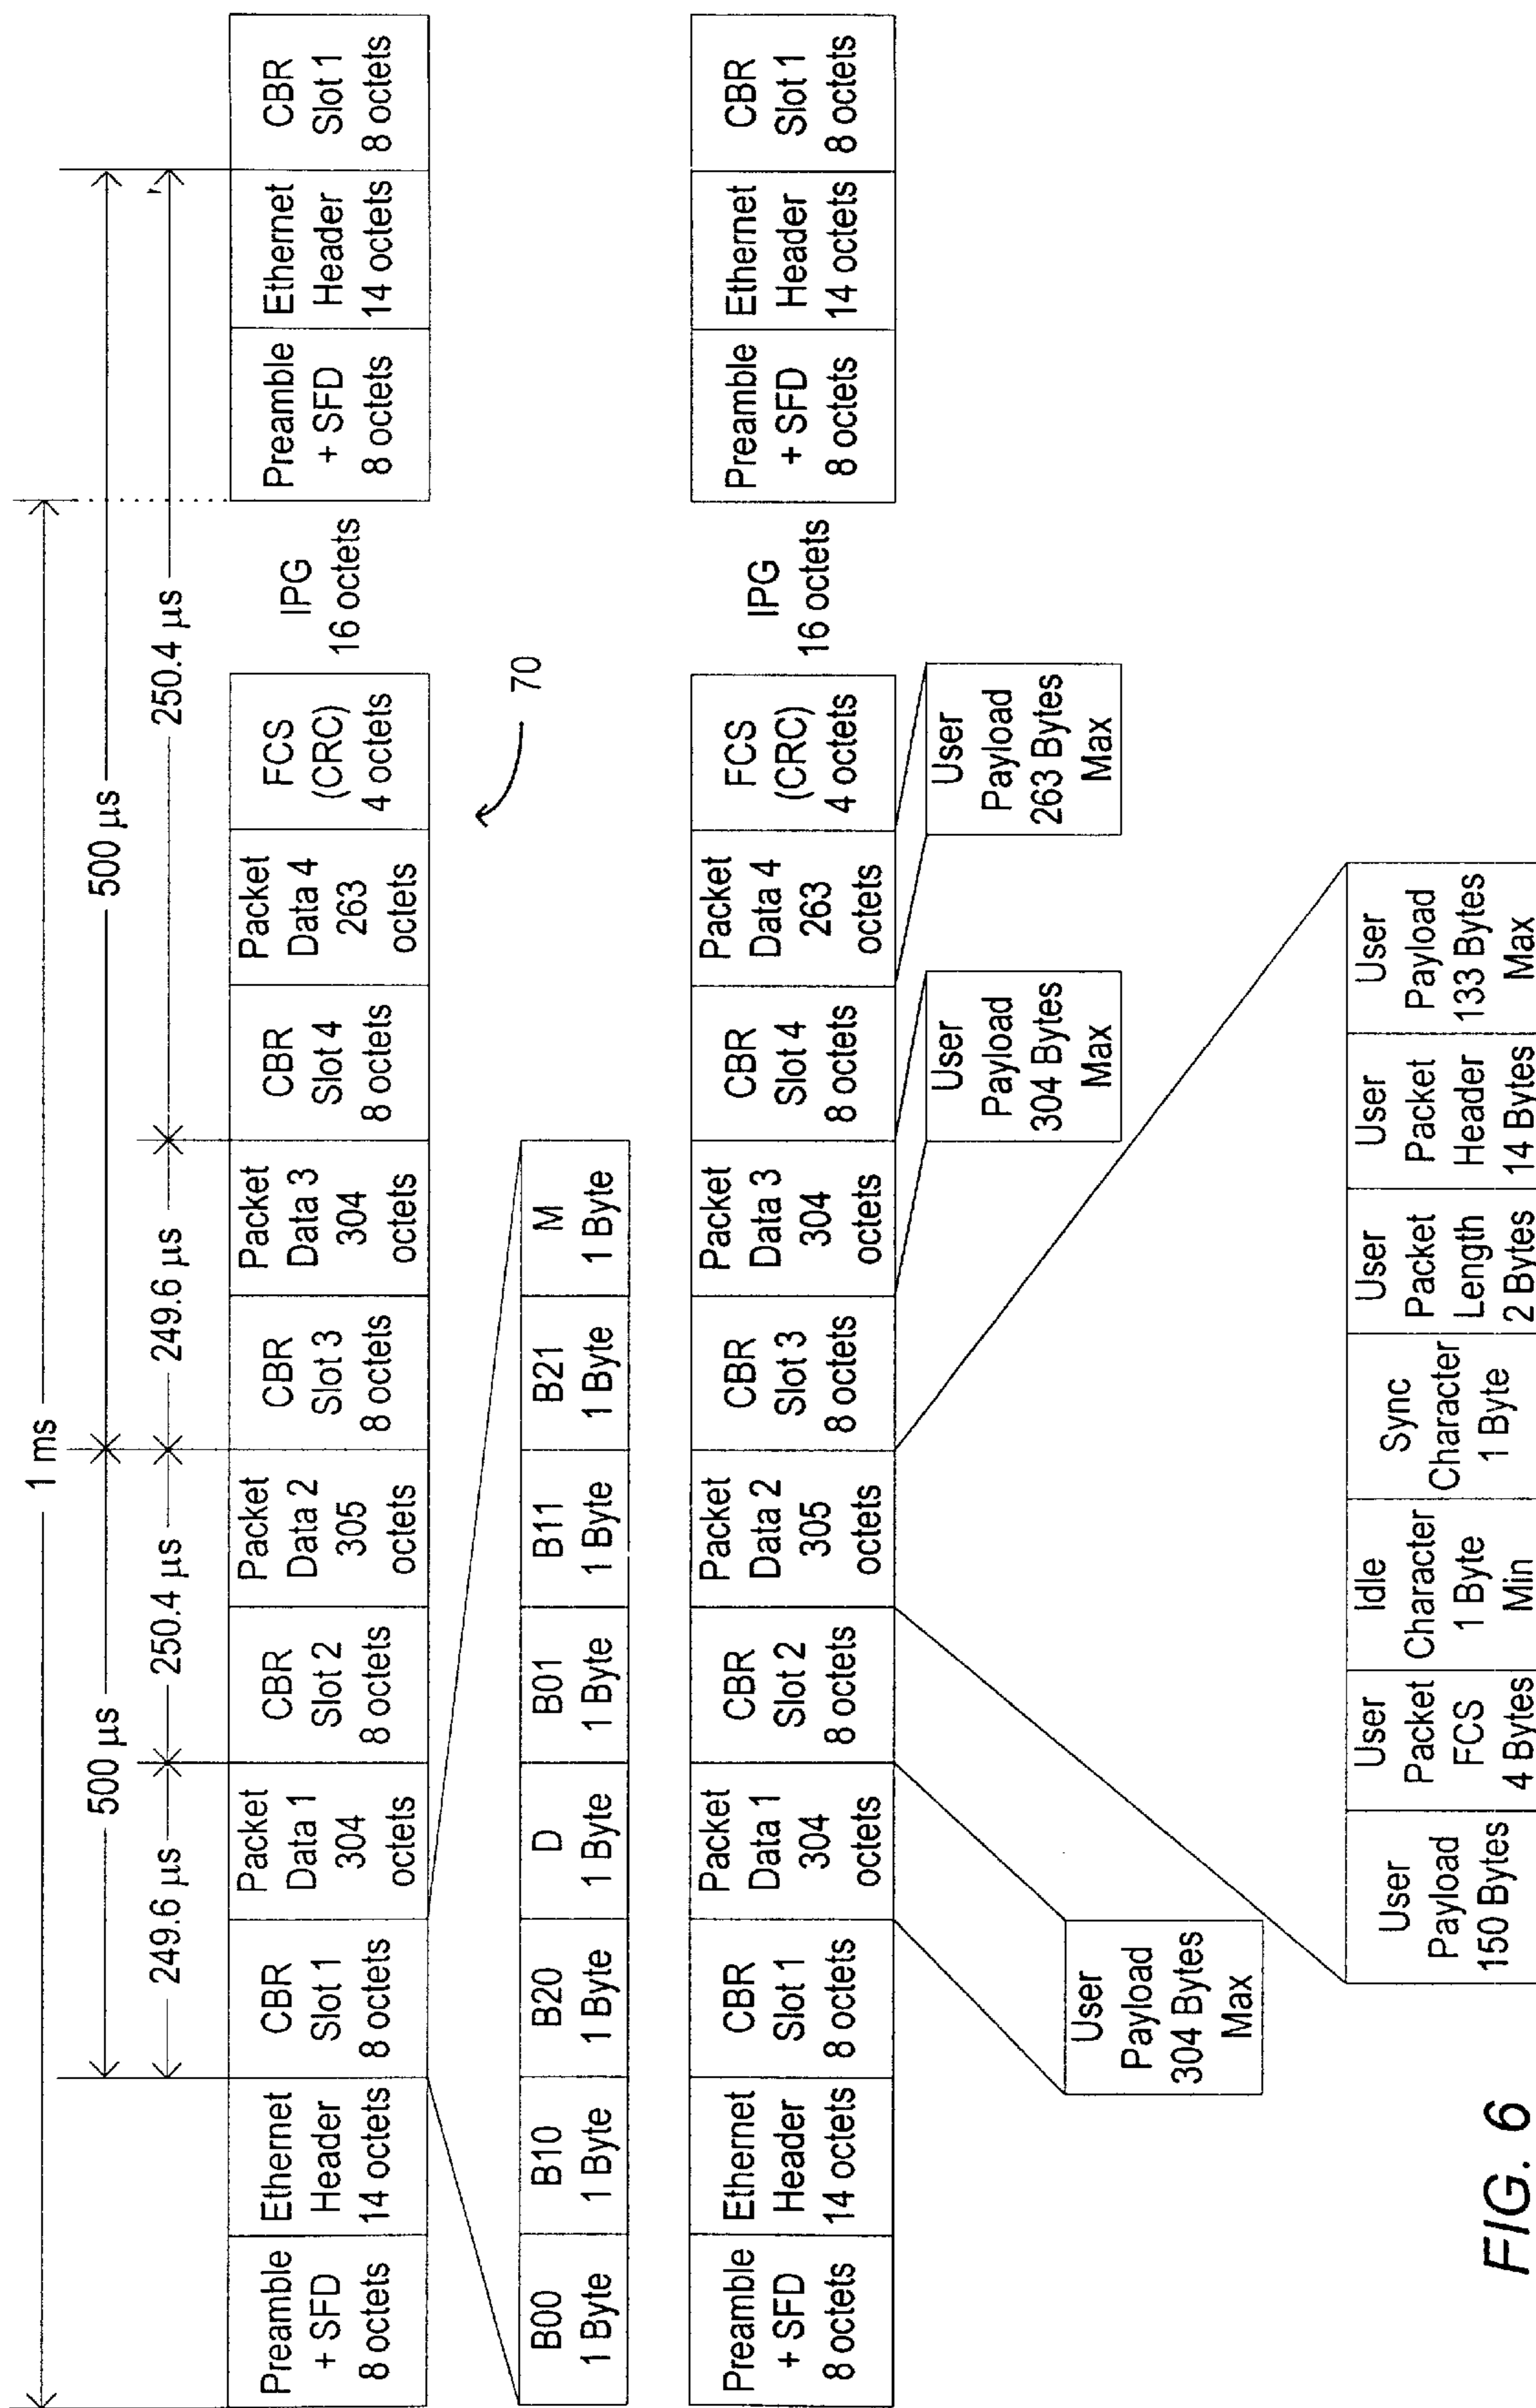 1 ms
500 µs
500 µs
249.6 µs
250.4 µs
249.6 µs
250.4 µs
Preamble
+ SFD
8 octets
Ethernet
Header
14 octets
CBR
Slot 1
8 octets
Packet
Data 1
304
octets
CBR
Slot 2
8 octets
Packet
Data 2
305
octets
CBR
Slot 3
8 octets
Packet
Data 3
304
octets
CBR
Slot 4
8 octets
Packet
Data 4
263
octets
FCS
(CRC)
4 octets
IPG
16 octets
Preamble
+ SFD
8 octets
Ethernet
Header
14 octets
CBR
Slot 1
8 octets
70
B00
1 Byte
B10
1 Byte
B20
1 Byte
D
1 Byte
B01
1 Byte
B11
1 Byte
B21
1 Byte
M
1 Byte
Preamble
+ SFD
8 octets
Ethernet
Header
14 octets
CBR
Slot 1
8 octets
Packet
Data 1
304
octets
CBR
Slot 2
8 octets
Packet
Data 2
305
octets
CBR
Slot 3
8 octets
Packet
Data 3
304
octets
CBR
Slot 4
8 octets
Packet
Data 4
263
octets
FCS
(CRC)
4 octets
IPG
16 octets
Preamble
+ SFD
8 octets
Ethernet
Header
14 octets
CBR
Slot 1
8 octets
User
Payload
304 Bytes
Max
User
Payload
304 Bytes
Max
User
Payload
263 Bytes
Max
User
Payload
150 Bytes
User
Packet
FCS
4 Bytes
Idle
Character
1 Byte
Min
Sync
Character
1 Byte
User
Packet
Length
2 Bytes
User
Packet
Header
14 Bytes
User
Payload
133 Bytes
Max
FIG. 6